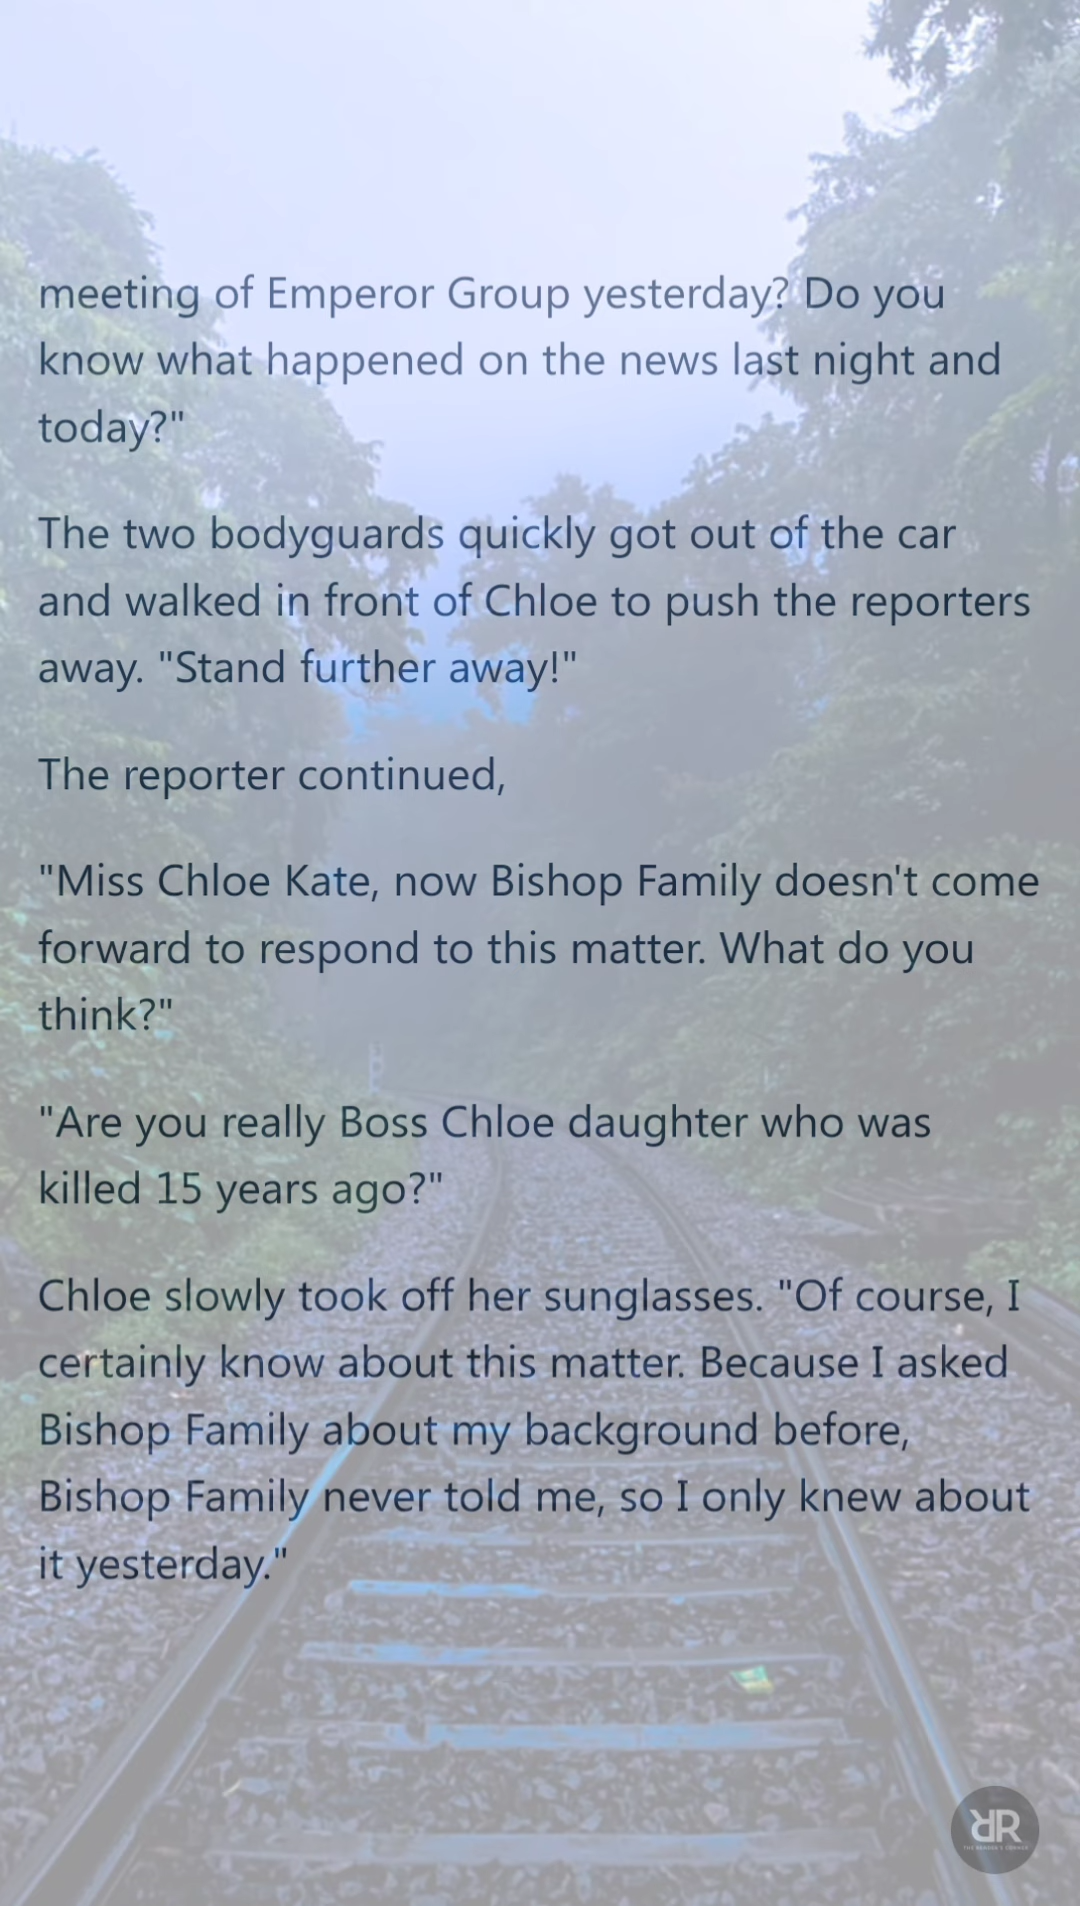 meeting of Emperor Group yesterday? Do you
know what happened on the news last night and
today?"
The two bodyguards quickly got out of the car
and walked in front of Chloe to push the reporters
away. "Stand further away!"
The reporter continued,
"Miss Chloe Kate, now Bishop Family doesn't come
forward to respond to this matter. What do you
think?"
"Are you really Boss Chloe daughter who was
killed 15 years ago?"
Chloe slowly took off her sunglasses. "Of course, I
certainly know about this matter. Because I asked
Bishop Family about my background before,
Bishop Family never told me, so I only knew about
it yesterday."